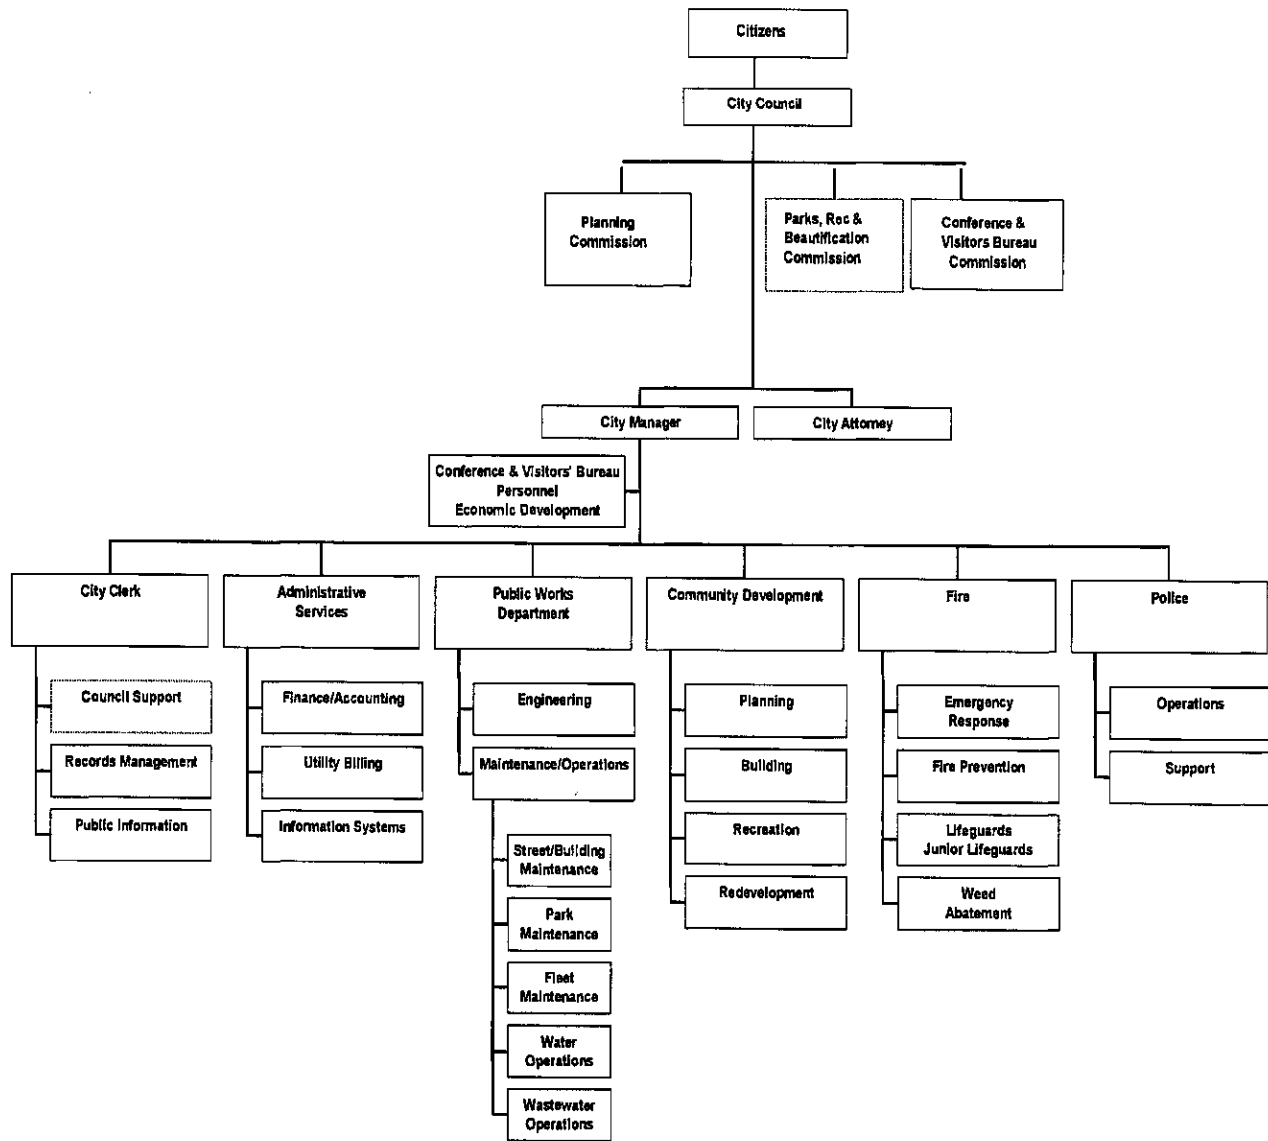 Citizens
City Council
Planning
Commission
Parks, Rec &
Beautification
Commission
Conference &
Visitors Bureau
Commission
City Manager
City Attorney
Conference & Visitors' Bureau
Personnel
Economic Development
City Clerk
Administrative
Services
Public Works
Department
Community Development
Fire
Police
Council Support
Records Management
Public Information
Finance/Accounting
Utility Billing
Information Systems
Engineering
Maintenance/Operations
Street/Building
Maintenance
Park
Maintenance
Fleet
Maintenance
Water
Operations
Wastewater
Operations
Planning
Building
Recreation
Redevelopment
Emergency
Response
Fire Prevention
Lifeguards
Junior Lifeguards
Weed
Abatement
Operations
Support